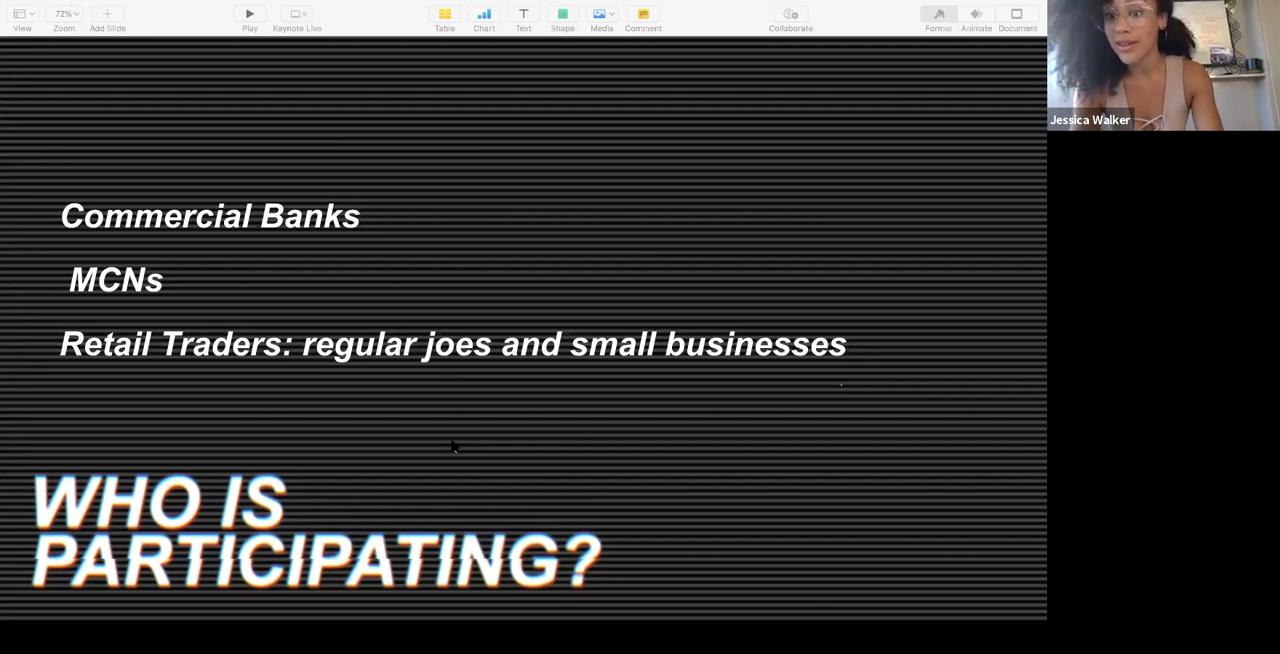 72%
View
Zoom
Add Slide
Play
Keynote Live
Table
Chart
Text
Shape
Media
Comment
Collaborate
Format
Animate
Document
Jessica Walker
Commercial Banks
MCNs
Retail Traders: regular joes and small businesses
WHO IS
PARTICIPATING?